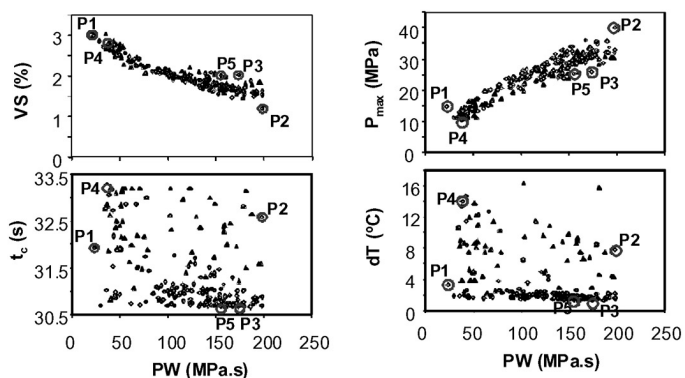 VS (%)
3
2
1
0
P1
P4
P5 P3
P2
P max (MPa)
40
30
20
10
0
P1
P4
P2
P5
P3
t c (s)
33.5
32.5
31.5
30.5
P4
P1
P2
P5 P3
0 50 100 150 200 250
PW (MPa.s)
dT (ºC)
16
12
8
4
0
P4
P1
P2
P5 P3
0 50 100 150 200 250
PW (MPa.s)